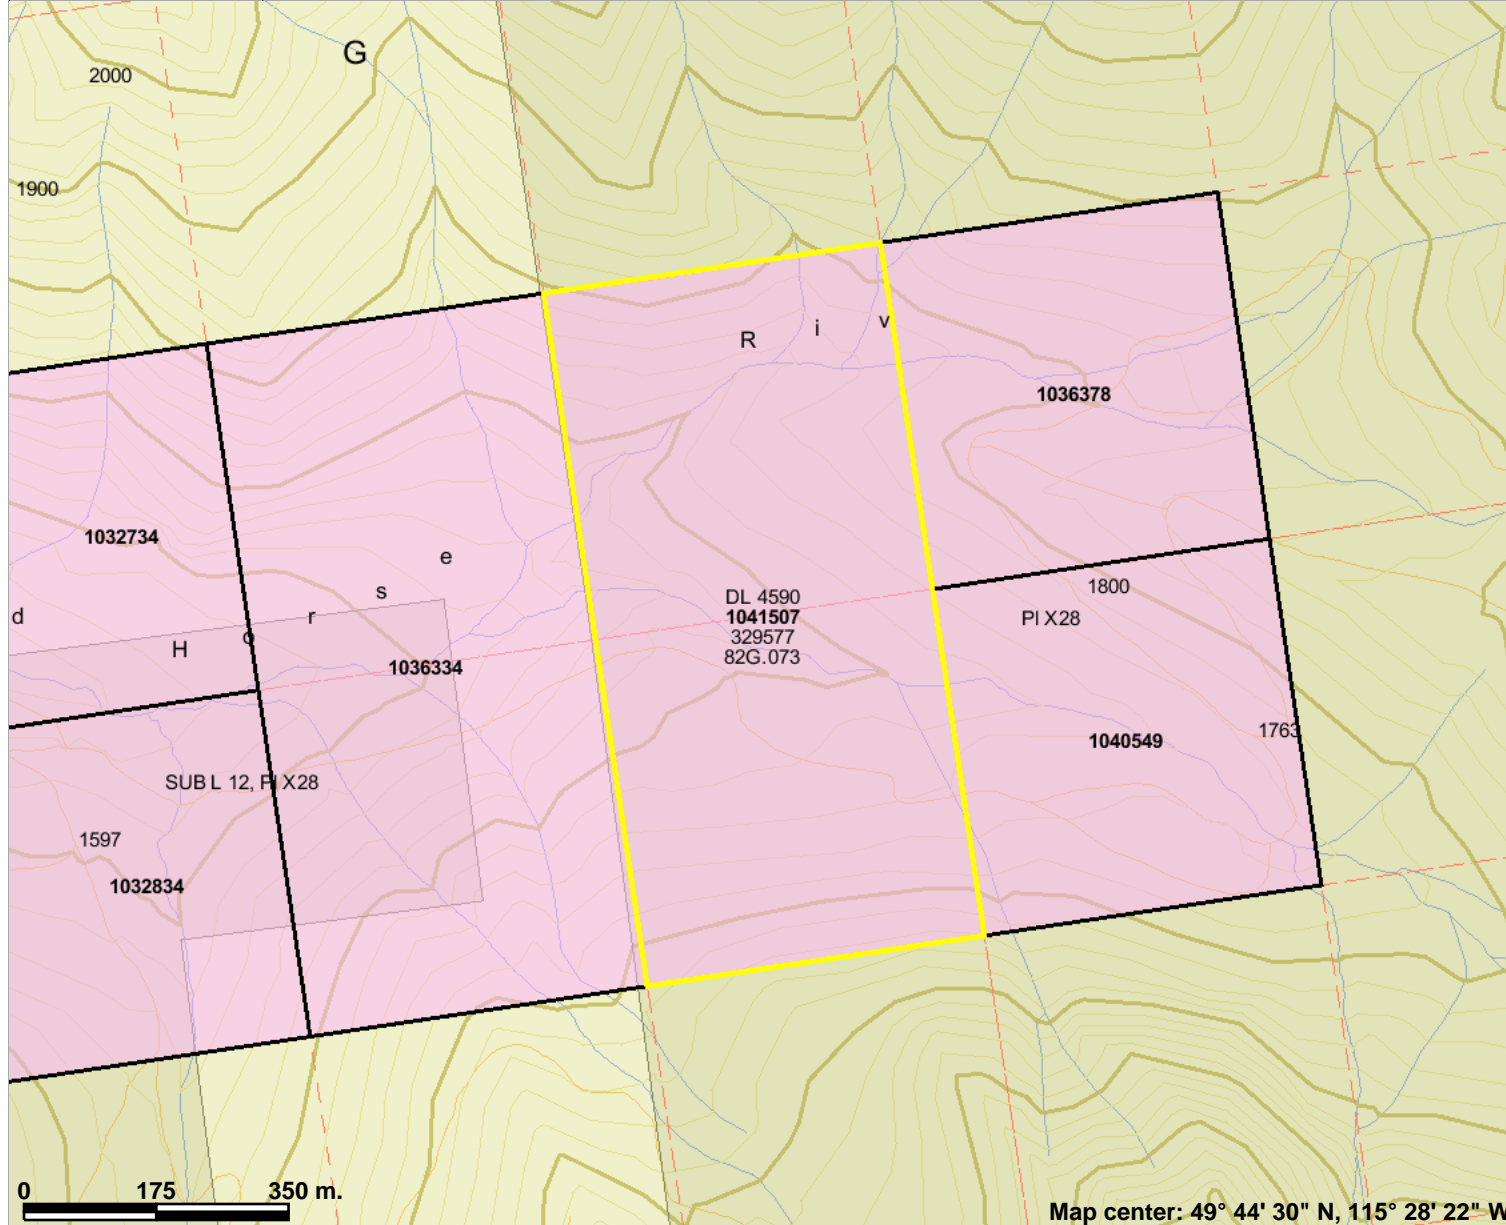 G
2000
1900
R i v
1036378
1032734
e
s
r
o
H
d
DL 4590
1041507
329577
82G.073
1800
Pl X28
1036334
1763
1040549
SUB L 12, Pl X28
1597
1032834
0 175 350 m.
Map center: 49° 44' 30" N, 115° 28' 22" W